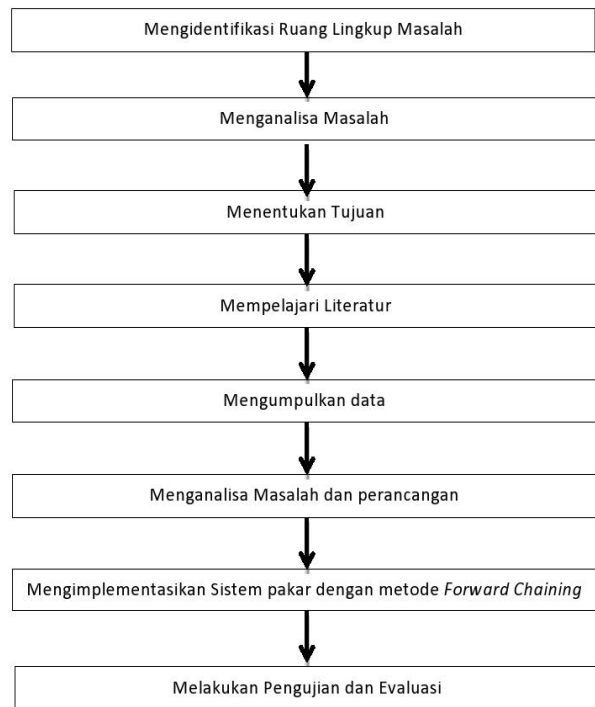 Mengidentifikasi Ruang Lingkup Masalah
Menganalisa Masalah
Menentukan Tujuan
Mempelajari Literatur
Mengumpulkan data
Menganalisa Masalah dan perancangan
Mengimplementasikan Sistem pakar dengan metode Forward Chaining
Melakukan Pengujian dan Evaluasi